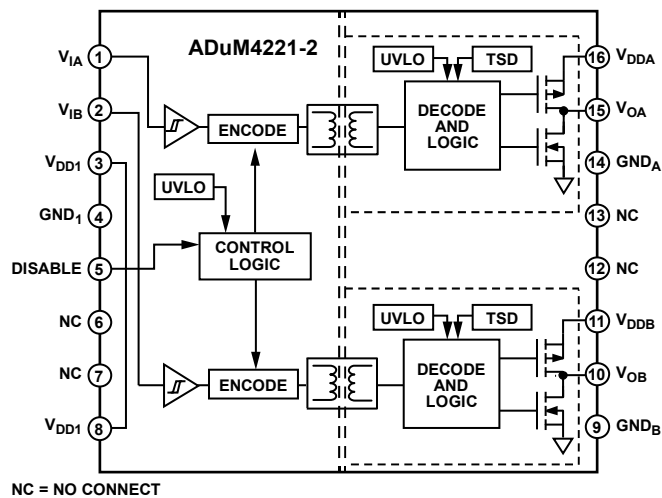 ADuM4221-2
VIA 1
VIB 2
VDD1 3
GND1 4
DISABLE 5
NC 6
NC 7
VDD1 8
ENCODE
UVLO
CONTROL
LOGIC
ENCODE
UVLO TSD
DECODE
AND
LOGIC
UVLO TSD
DECODE
AND
LOGIC
16 VDDA
15 VOA
14 GNDA
13 NC
12 NC
11 VDDB
10 VOB
9 GNDB
NC = NO CONNECT